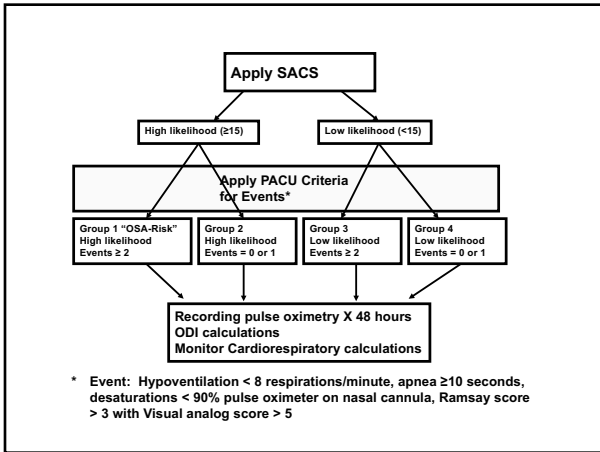 Apply SACS
High likelihood (≥15)
Low likelihood (<15)
Apply PACU Criteria
for Events*
Group 1 “OSA-Risk”
High likelihood
Events ≥ 2
Group 2
High likelihood
Events = 0 or 1
Group 3
Low likelihood
Events ≥ 2
Group 4
Low likelihood
Events = 0 or 1
Recording pulse oximetry X 48 hours
ODI calculations
Monitor Cardiorespiratory calculations
* Event: Hypoventilation < 8 respirations/minute, apnea ≥10 seconds,
desaturations < 90% pulse oximeter on nasal cannula, Ramsay score
> 3 with Visual analog score > 5